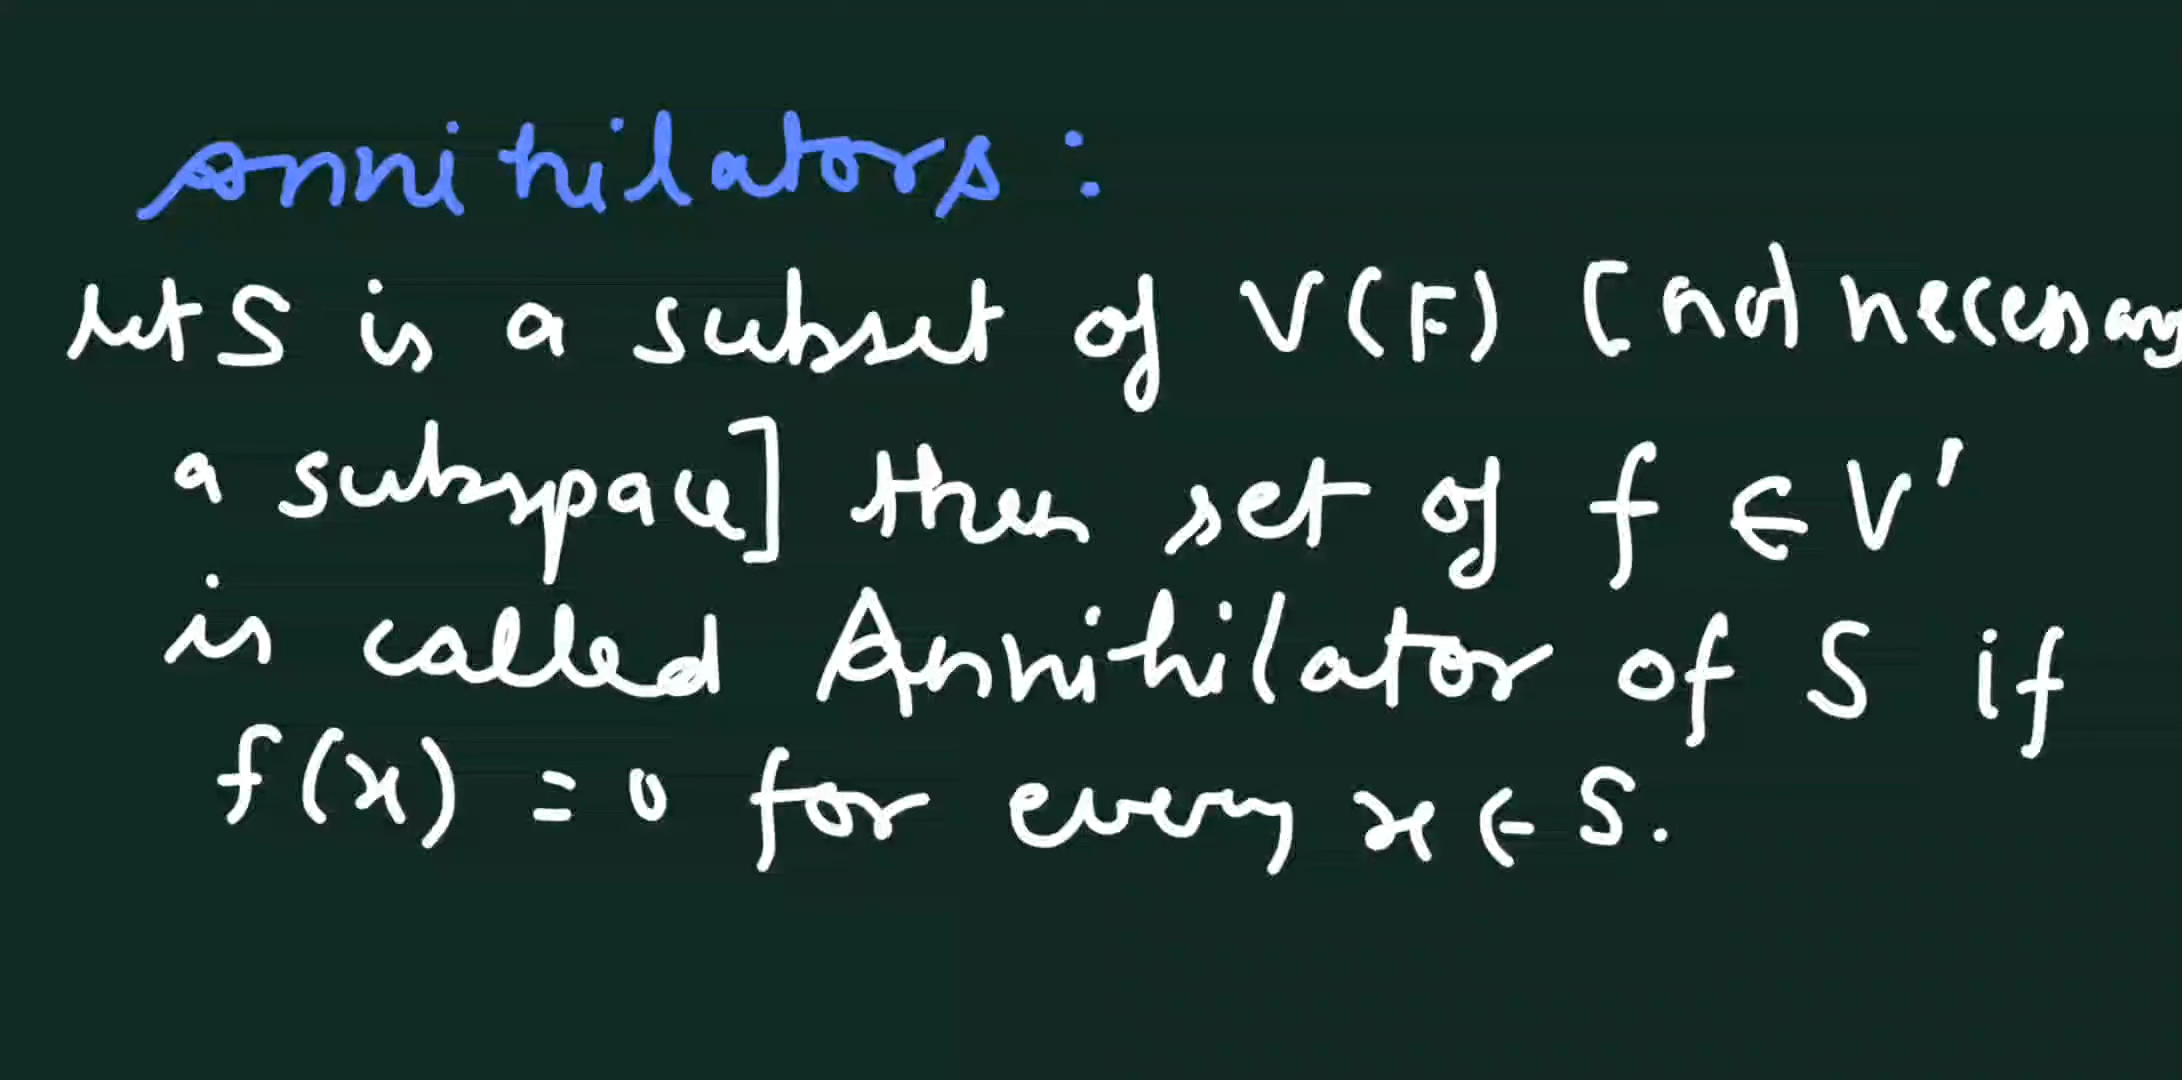 Annihilators :
Let S is a subset of V(F) [not necessary
a subspace] then set of f ∈ V'
is called Annihilator of S if
f(x) = 0 for every x ∈ S.